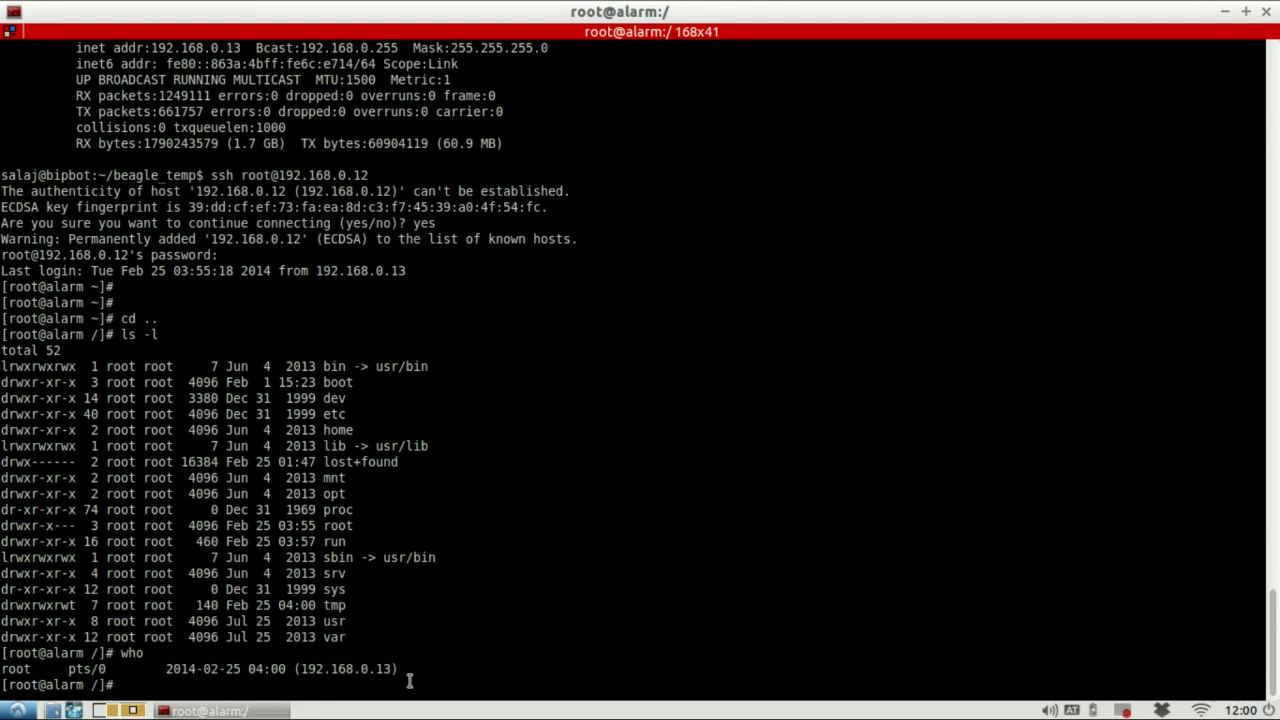 root@alarm:/
root@alarm:/ 168x41
inet addr:192.168.0.13  Bcast:192.168.0.255  Mask:255.255.255.0
inet6 addr: fe80::863a:4bff:fe6c:e714/64 Scope:Link
UP BROADCAST RUNNING MULTICAST  MTU:1500  Metric:1
RX packets:1249111 errors:0 dropped:0 overruns:0 frame:0
TX packets:661757 errors:0 dropped:0 overruns:0 carrier:0
collisions:0 txqueuelen:1000
RX bytes:1790243579 (1.7 GB)  TX bytes:60904119 (60.9 MB)
salaj@bipbot:~/beagle_temp$ ssh root@192.168.0.12
The authenticity of host '192.168.0.12 (192.168.0.12)' can't be established.
ECDSA key fingerprint is 39:dd:cf:ef:73:fa:ea:8d:c3:f7:45:39:a0:4f:54:fc.
Are you sure you want to continue connecting (yes/no)? yes
Warning: Permanently added '192.168.0.12' (ECDSA) to the list of known hosts.
root@192.168.0.12's password:
Last login: Tue Feb 25 03:55:18 2014 from 192.168.0.13
[root@alarm ~]#
[root@alarm ~]#
[root@alarm ~]# cd ..
[root@alarm /]# ls -l
total 52
lrwxrwxrwx  1 root root     7 Jun  4  2013 bin -> usr/bin
drwxr-xr-x  3 root root  4096 Feb  1 15:23 boot
drwxr-xr-x 14 root root  3380 Dec 31  1999 dev
drwxr-xr-x 40 root root  4096 Dec 31  1999 etc
drwxr-xr-x  2 root root  4096 Jun  4  2013 home
lrwxrwxrwx  1 root root     7 Jun  4  2013 lib -> usr/lib
drwx------  2 root root 16384 Feb 25 01:47 lost+found
drwxr-xr-x  2 root root  4096 Jun  4  2013 mnt
drwxr-xr-x  2 root root  4096 Jun  4  2013 opt
dr-xr-xr-x 74 root root     0 Dec 31  1969 proc
drwxr-x---  3 root root  4096 Feb 25 03:55 root
drwxr-xr-x 16 root root   460 Feb 25 03:57 run
lrwxrwxrwx  1 root root     7 Jun  4  2013 sbin -> usr/bin
drwxr-xr-x  4 root root  4096 Jun  4  2013 srv
dr-xr-xr-x 12 root root     0 Dec 31  1999 sys
drwxrwxrwt  7 root root   140 Feb 25 04:00 tmp
drwxr-xr-x  8 root root  4096 Jul 25  2013 usr
drwxr-xr-x 12 root root  4096 Jul 25  2013 var
[root@alarm /]# who
root     pts/0        2014-02-25 04:00 (192.168.0.13)
[root@alarm /]#
root@alarm:/
AT
12:00